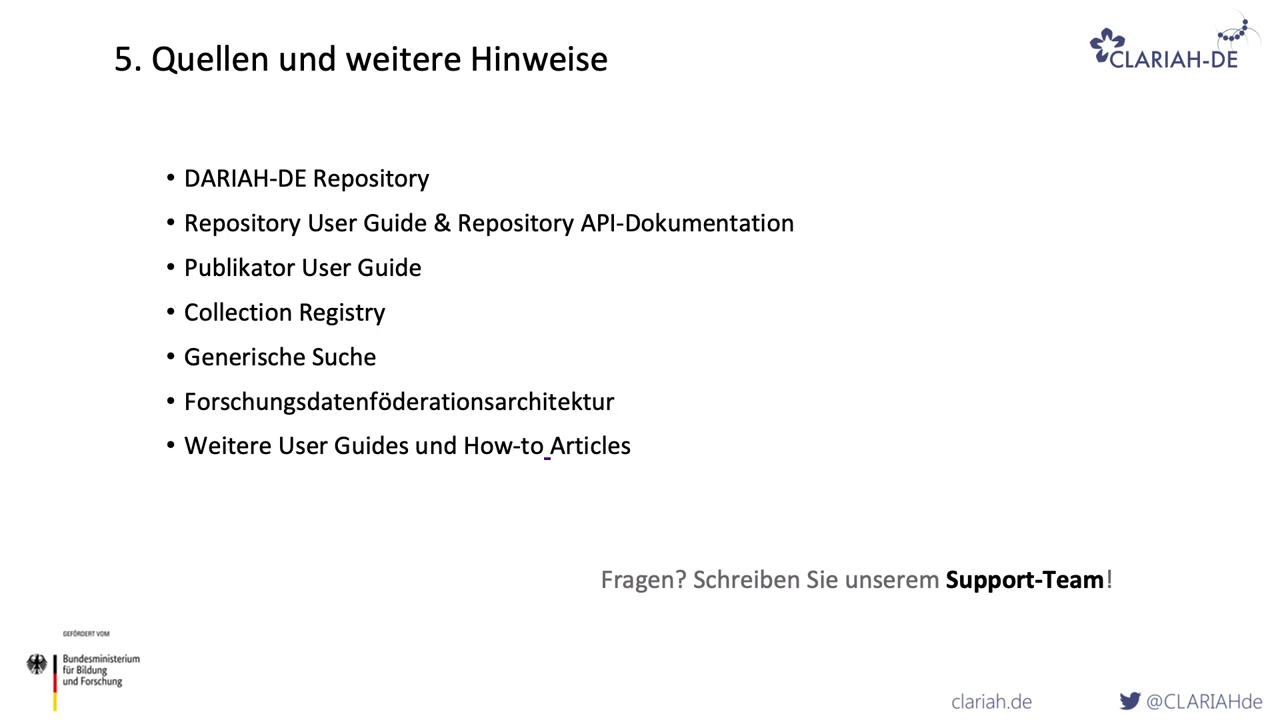 5. Quellen und weitere Hinweise
CLARIAH-DE
• DARIAH-DE Repository
• Repository User Guide & Repository API-Dokumentation
• Publikator User Guide
• Collection Registry
• Generische Suche
• Forschungsdatenföderationsarchitektur
• Weitere User Guides und How-to Articles
Fragen? Schreiben Sie unserem Support-Team!
GEFÖRDERT VOM
Bundesministerium
für Bildung
und Forschung
clariah.de
@CLARIAHde